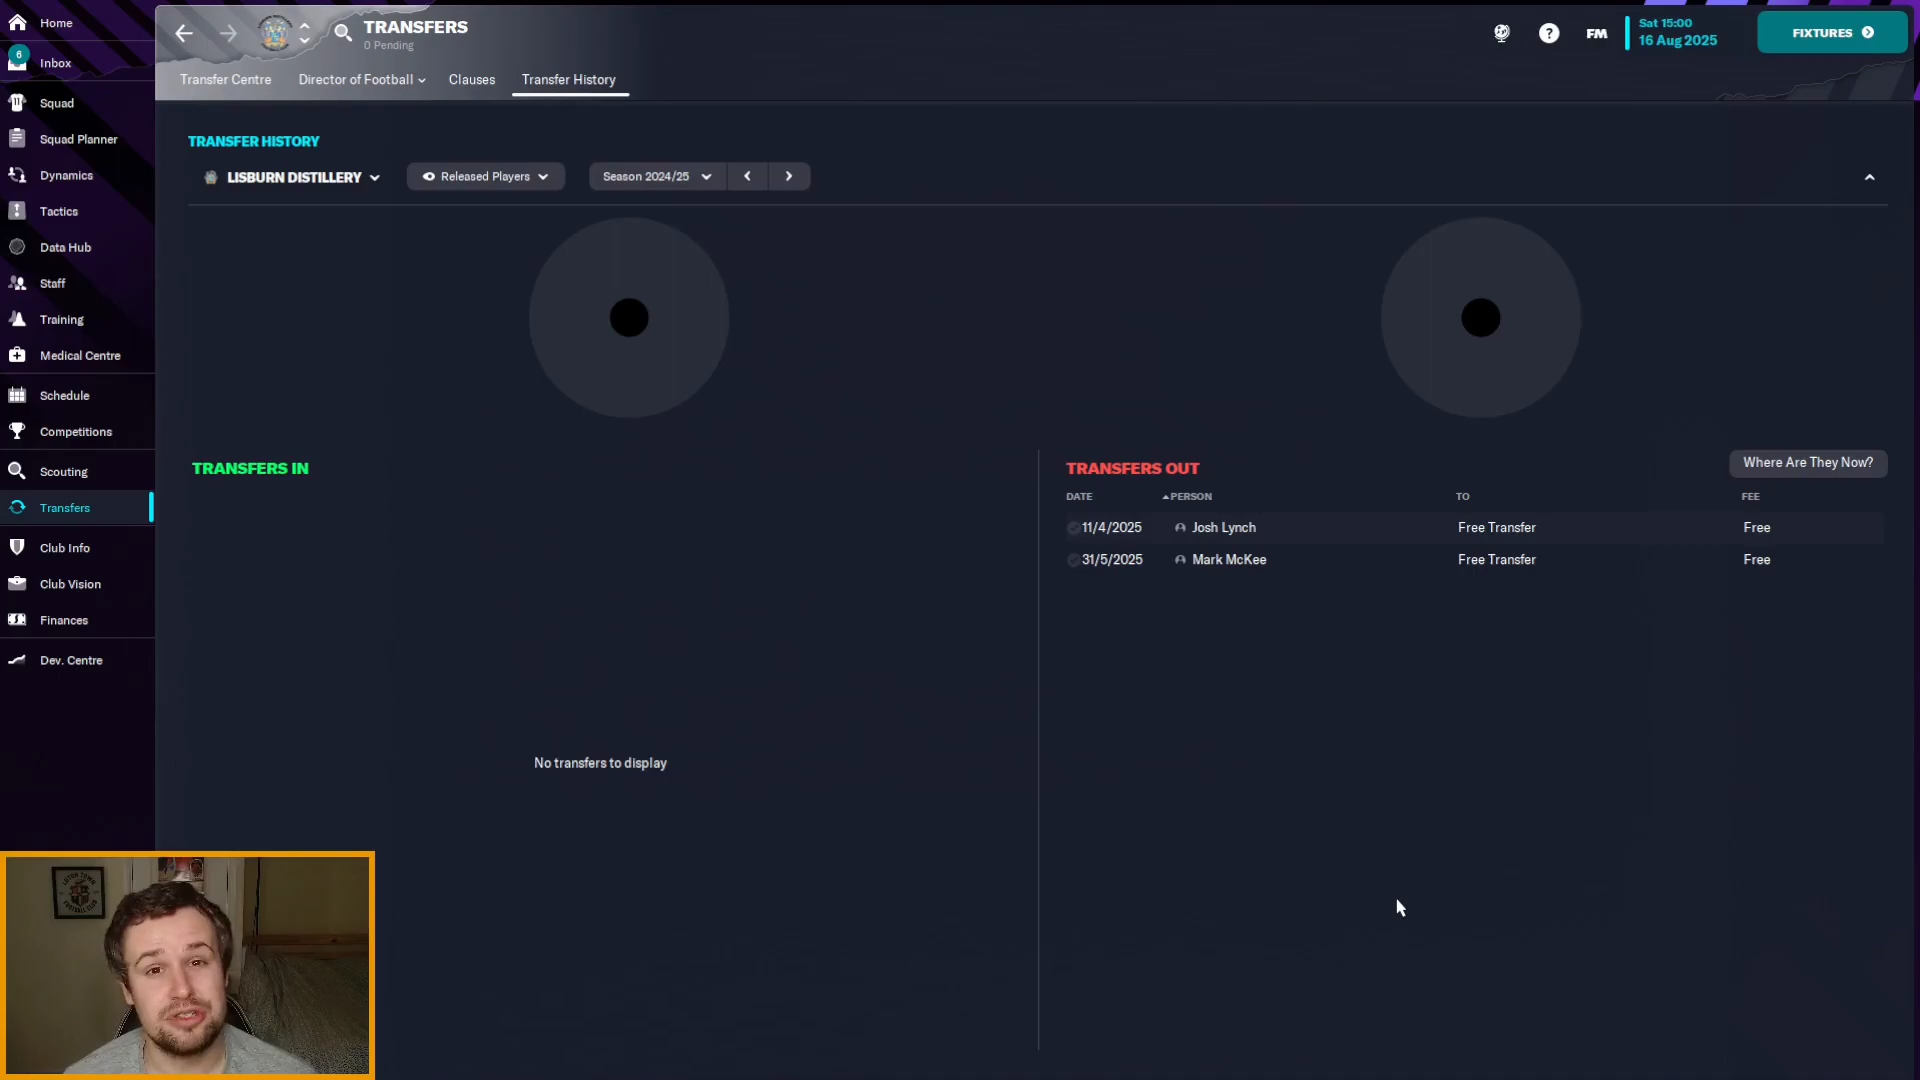 Home
6
Inbox
Squad
Squad Planner
Dynamics
Tactics
Data Hub
Staff
Training
Medical Centre
Schedule
Competitions
Scouting
Transfers
Club Info
Club Vision
Finances
Dev. Centre
TRANSFERS
0 Pending
Transfer Centre
Director of Football
Clauses
Transfer History
?
FM
Sat 15:00
16 Aug 2025
FIXTURES
TRANSFER HISTORY
LISBURN DISTILLERY
Released Players
Season 2024/25
TRANSFERS IN
No transfers to display
TRANSFERS OUT
Where Are They Now?
DATE PERSON TO FEE
11/4/2025 Josh Lynch Free Transfer Free
31/5/2025 Mark McKee Free Transfer Free
LUTON TOWN
FOOTBALL CLUB